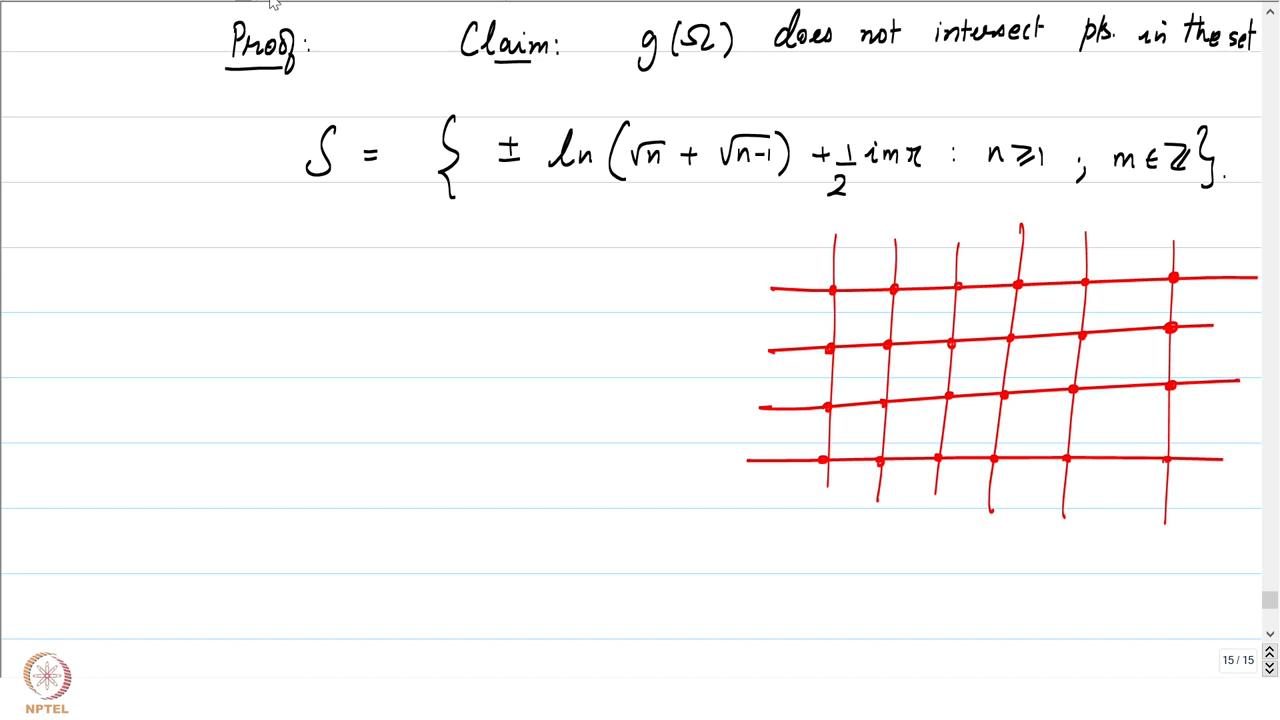 Proof: Claim: g(Ω) does not intersect pts. in the set
S = { ± ln(√n + √n-1) + 1/2 imπ : n ≥ 1 ; m ∈ ℤ}.
15 / 15
NPTEL